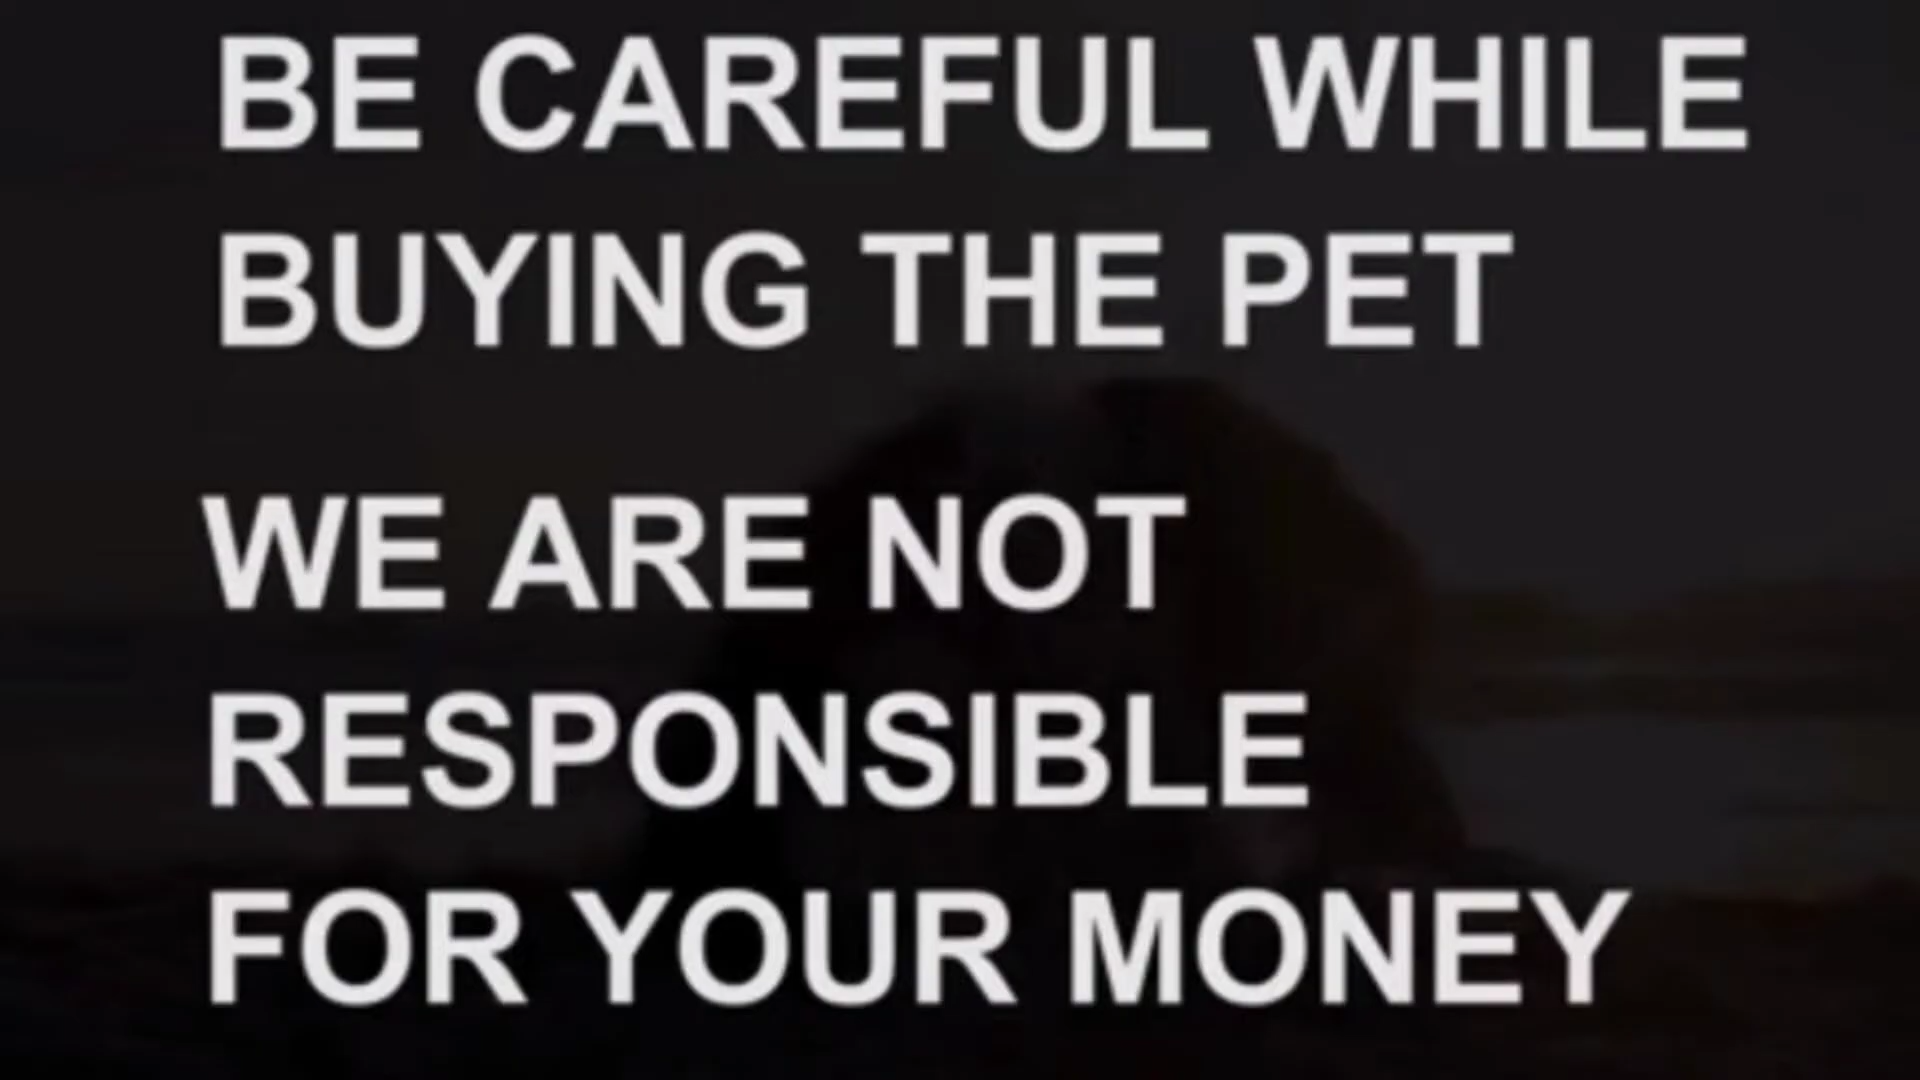 BE CAREFUL WHILE
BUYING THE PET
WE ARE NOT
RESPONSIBLE
FOR YOUR MONEY